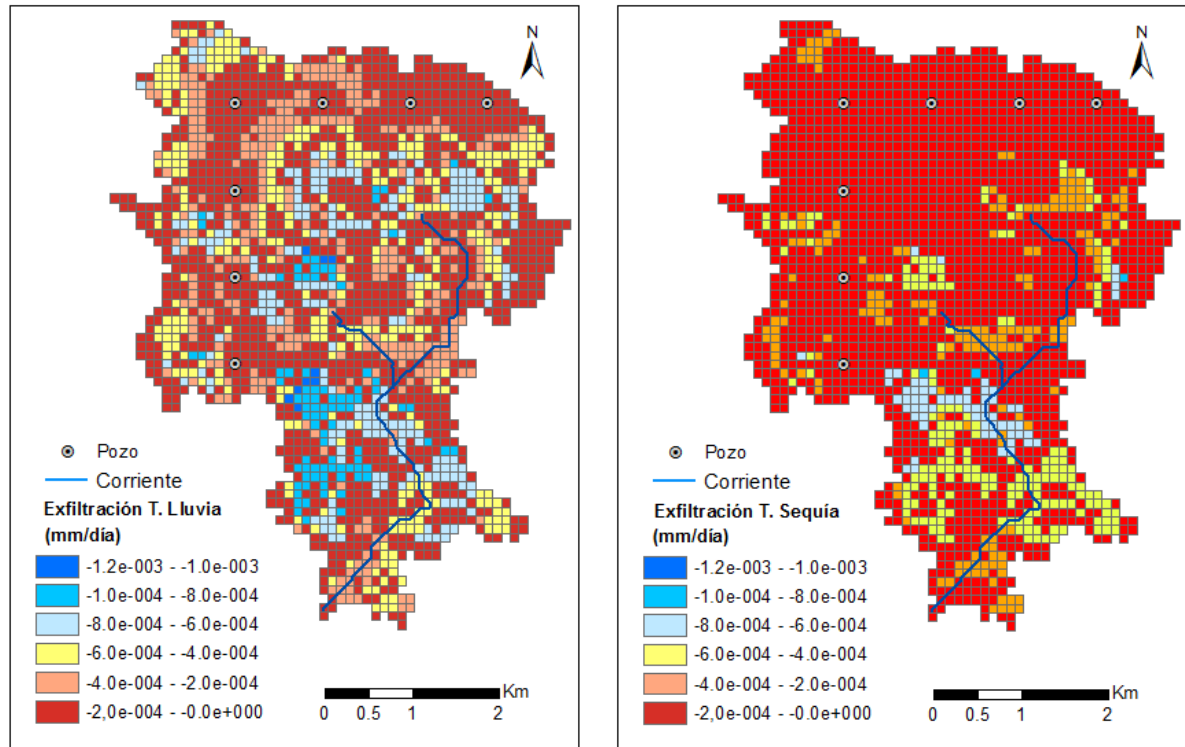 N
Pozo
Corriente
Exfiltración T. Lluvia
(mm/día)
-1.2e-003 - -1.0e-003
-1.0e-004 - -8.0e-004
-8.0e-004 - -6.0e-004
-6.0e-004 - -4.0e-004
-4.0e-004 - -2.0e-004
-2,0e-004 - -0.0e+000
Km
0 0.5 1 2
N
Pozo
Corriente
Exfiltración T. Sequía
(mm/día)
-1.2e-003 - -1.0e-003
-1.0e-004 - -8.0e-004
-8.0e-004 - -6.0e-004
-6.0e-004 - -4.0e-004
-4.0e-004 - -2.0e-004
-2,0e-004 - -0.0e+000
Km
0 0.5 1 2